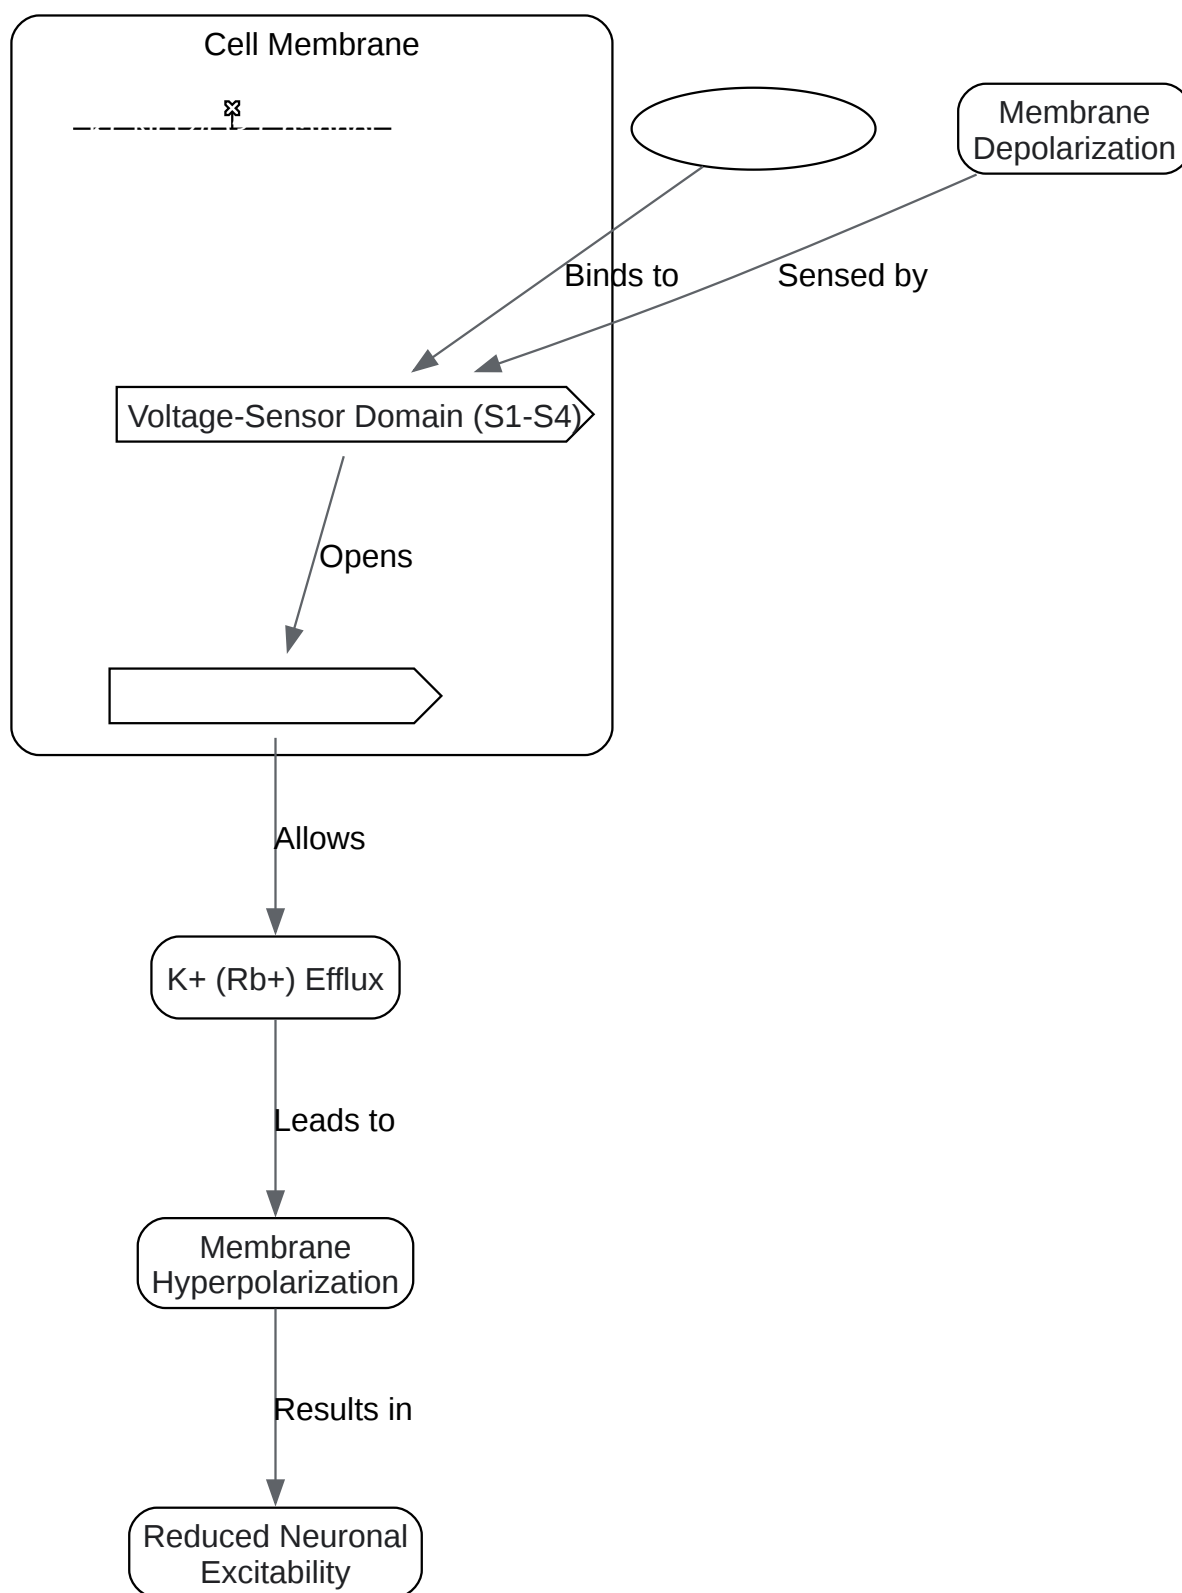 Cell Membrane
Membrane
Depolarization
Binds to
Sensed by
Voltage-Sensor Domain (S1-S4)
Opens
Allows
K+ (Rb+) Efflux
Leads to
Membrane
Hyperpolarization
Results in
Reduced Neuronal
Excitability